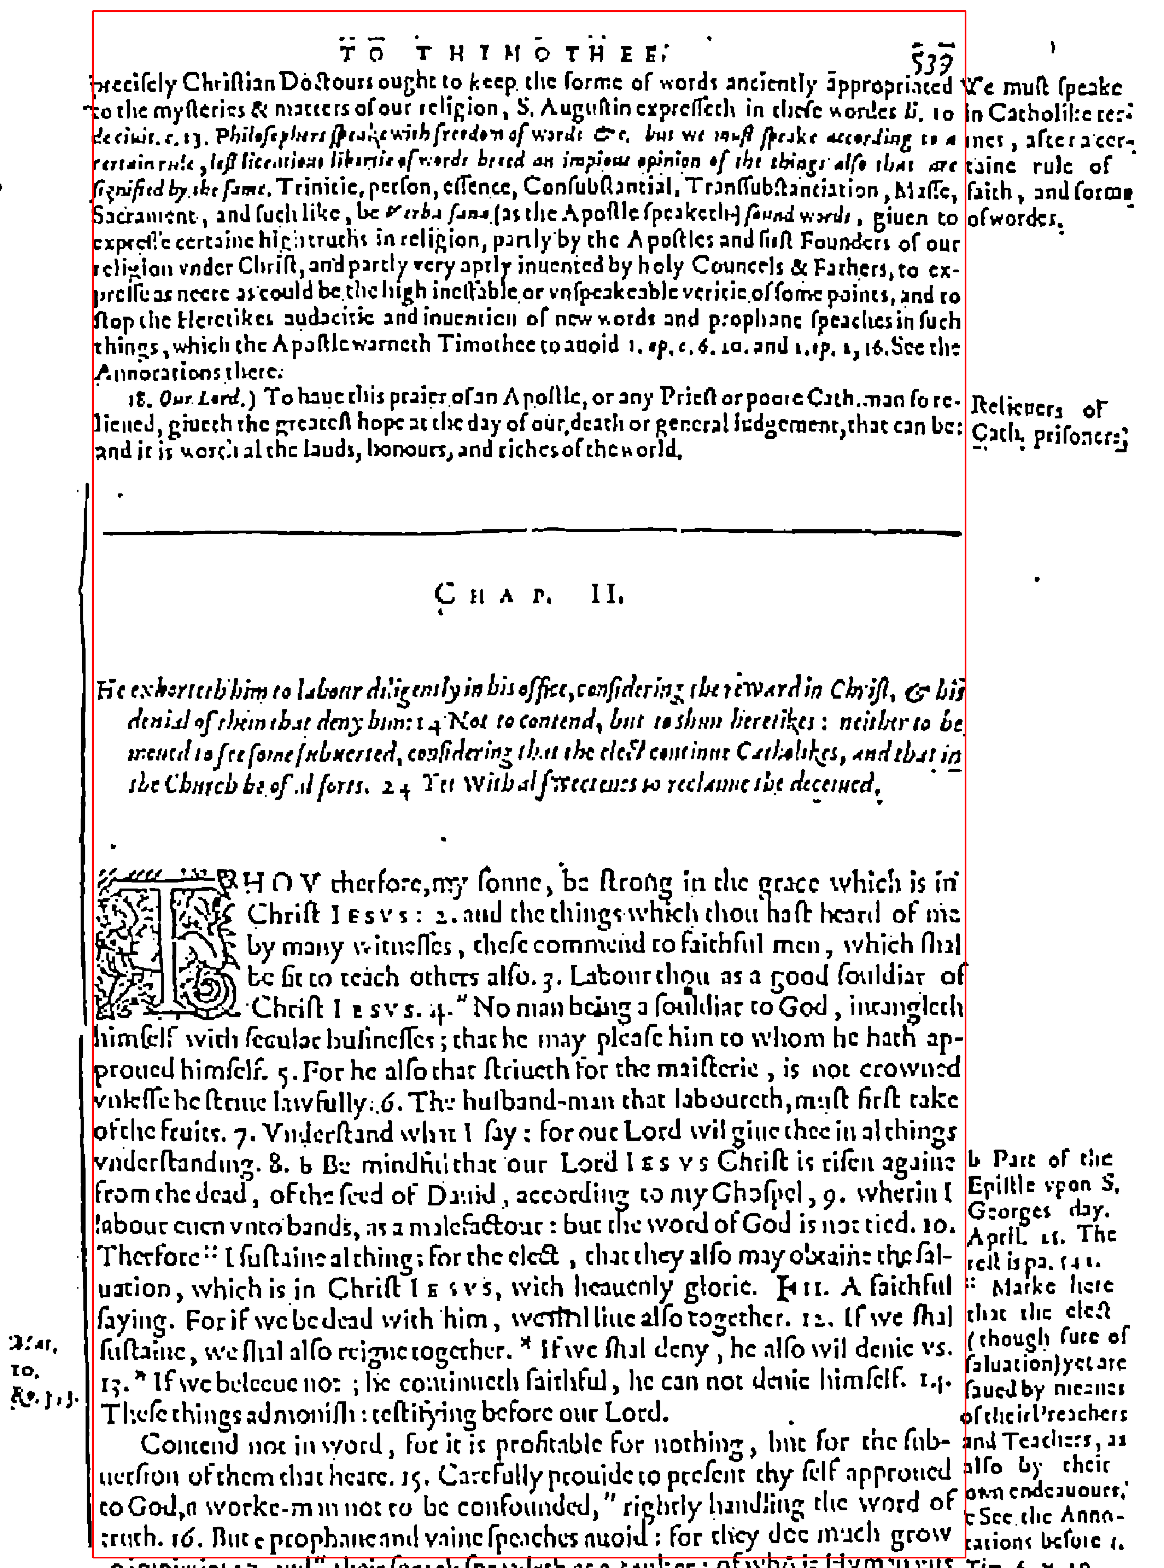 TO THIMOTHEE.
539
precisely Christian Doctours ought to keep the forme of words anciently appropriated
to the mysteries & matters of our religion, S. Augustin expresseth in these wordes li. 10
de ciuit. c. 23. Philosophers speake with freedom of words &c. but we must speake according to a
certain rule, lest licentious libertie of words breed an impious opinion of the things also that are
signified by the same. Trinitie, person, essence, Consubstantial, Transsubstanciation, Masse,
Sacrament, and such like, be verba sana (as the Apostle speaketh) sound words, giuen to
expresse certaine high truths in religion, partly by the Apostles and first Founders of our
religion vnder Christ, and partly very aptly inuented by holy Councels & Fathers, to ex-
presse as neere as could be the high ineffable or vnspeakeable veritie of some points, and to
stop the Heretikes audacitie and inuention of new words and prophane speaches in such
things, which the Apostle warneth Timothee to auoid 1. ep. c. 6. 20. and 2. ep. 2, 16. See the
Annotations there.
18. Our Lord.) To haue this praier of an Apostle, or any Priest or poore Cath. man so re-
lieued, giueth the greatest hope at the day of our death or general Iudgement, that can be:
and it is worth al the lauds, honours, and riches of the world.
We must speake
in Catholike ter-
mes, after a cer-
taine rule of
faith, and forme
of wordes.
Relieuers of
Cath. prisoners.
CHAP. II.
He exhorteth him to labour diligently in his office, considering the reward in Christ, & his
denial of them that deny him: 14 Not to contend, but to shun heretikes: neither to be
moued to see some subuerted, considering that the elect continue Catholikes, and that in
the Church be of al sorts. 24 Yet with al sweetenes to reclaime the deceiued.
THOV therfore, my sonne, be strong in the grace which is in
Christ IESVS: 2. and the things which thou hast heard of me
by many witnesses, these commend to faithful men, which shal
be fit to teach others also. 3. Labour thou as a good souldiar of
Christ IESVS. 4. " No man being a souldiar to God, intangleth
himself with secular businesses; that he may please him to whom he hath ap-
proued himself. 5. For he also that striueth for the maisterie, is not crowned
vnlesse he striue lawfully. 6. The husband-man that laboureth, must first take
of the fruits. 7. Vnderstand what I say: for our Lord wil giue thee in al things
vnderstanding. 8. b Be mindful that our Lord IESVS Christ is risen againe
from the dead, of the seed of Dauid, according to my Ghospel, 9. wherin I
labour euen vnto bands, as a malefactour: but the word of God is not tied. 10.
Therfore :: I sustaine al things for the elect, that they also may obtaine the sal-
uation, which is in Christ IESVS, with heauenly glorie. 11. A faithful
saying. For if we be dead with him, we shal liue also together. 12. If we shal
sustaine, we shal also reigne together. * If we shal deny, he also wil denie vs.
13. * If we beleeue not; he continueth faithful, he can not denie himself. 14.
These things admonish: testifying before our Lord.
Contend not in word, for it is profitable for nothing, but for the sub-
uersion of them that heare. 15. Carefully prouide to present thy self approued
to God, a worke-man not to be confounded, " rightly handling the word of
truth. 16. But c prophane and vaine speaches auoid: for they doe much grow
b Part of the
Epistle vpon S.
Georges day.
April. The
rest is pa.
:: Marke here
that the elect
(though sure of
saluation) yet are
saued by meanes
of their Preachers
and Teachers, as
also by their
own endeauours.
c See the Anno-
tations before 1.
Mat.
10.
Ro. 3, 3.